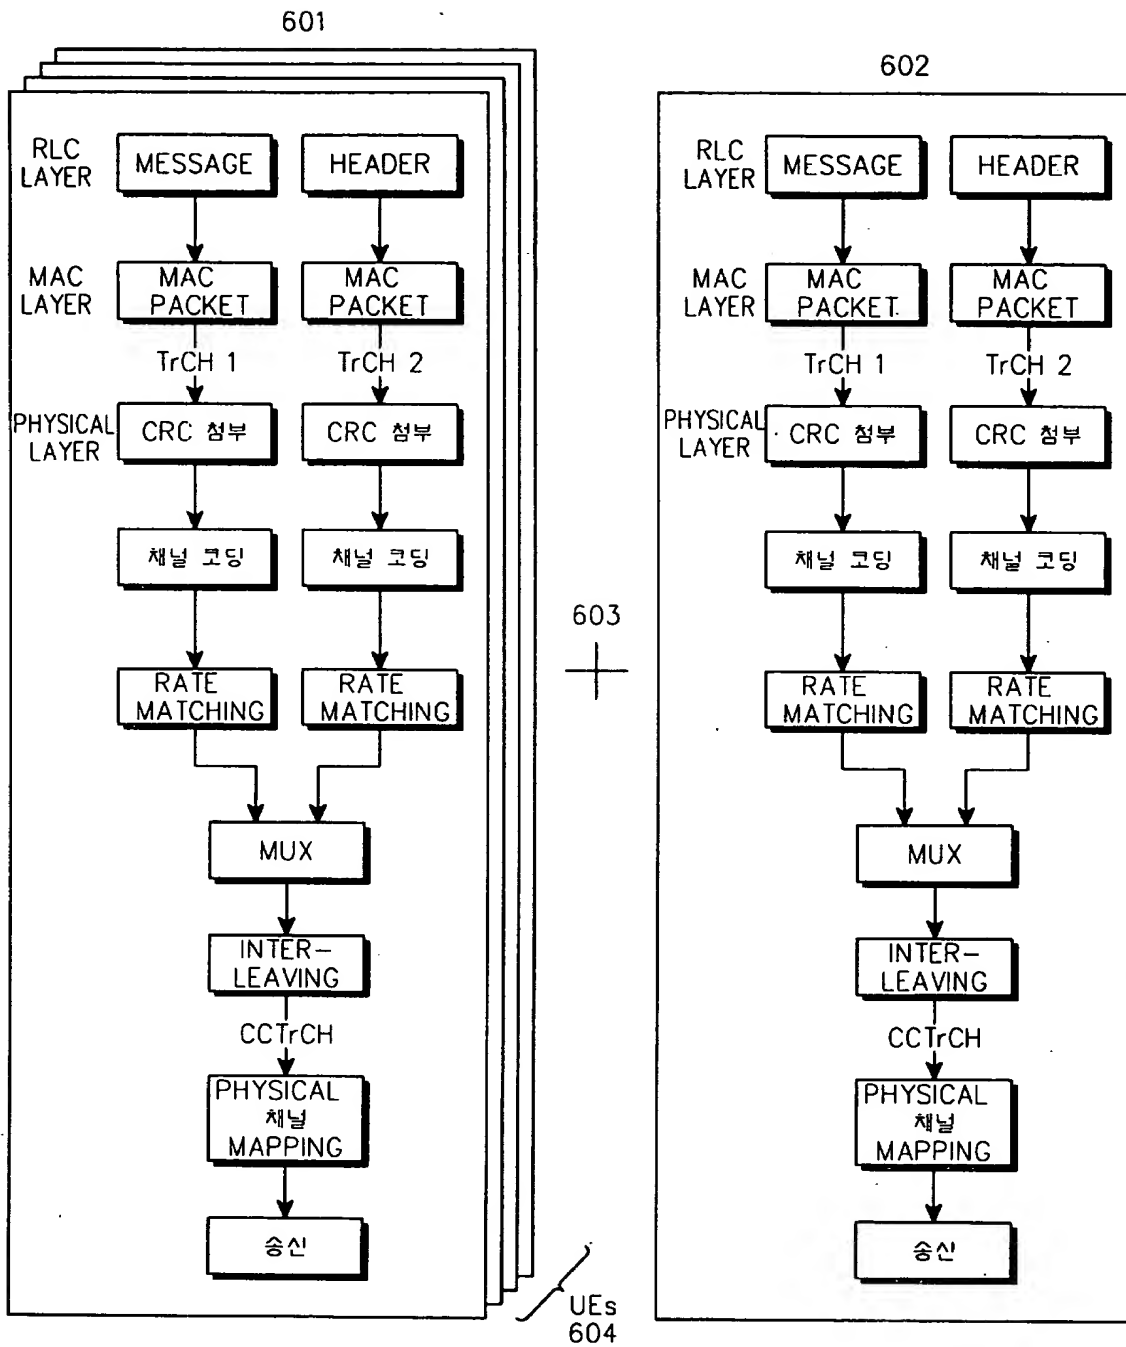 601
RLC
LAYER
MESSAGE
HEADER
MAC
LAYER
MAC
PACKET
MAC
PACKET
TrCH 1
TrCH 2
PHYSICAL
LAYER
CRC 첨부
CRC 첨부
채널 코딩
채널 코딩
RATE
MATCHING
RATE
MATCHING
MUX
INTER-
LEAVING
CCTrCH
PHYSICAL
채널
MAPPING
송신
603
UEs
604
602
RLC
LAYER
MESSAGE
HEADER
MAC
LAYER
MAC
PACKET
MAC
PACKET
TrCH 1
TrCH 2
PHYSICAL
LAYER
CRC 첨부
CRC 첨부
채널 코딩
채널 코딩
RATE
MATCHING
RATE
MATCHING
MUX
INTER-
LEAVING
CCTrCH
PHYSICAL
채널
MAPPING
송신